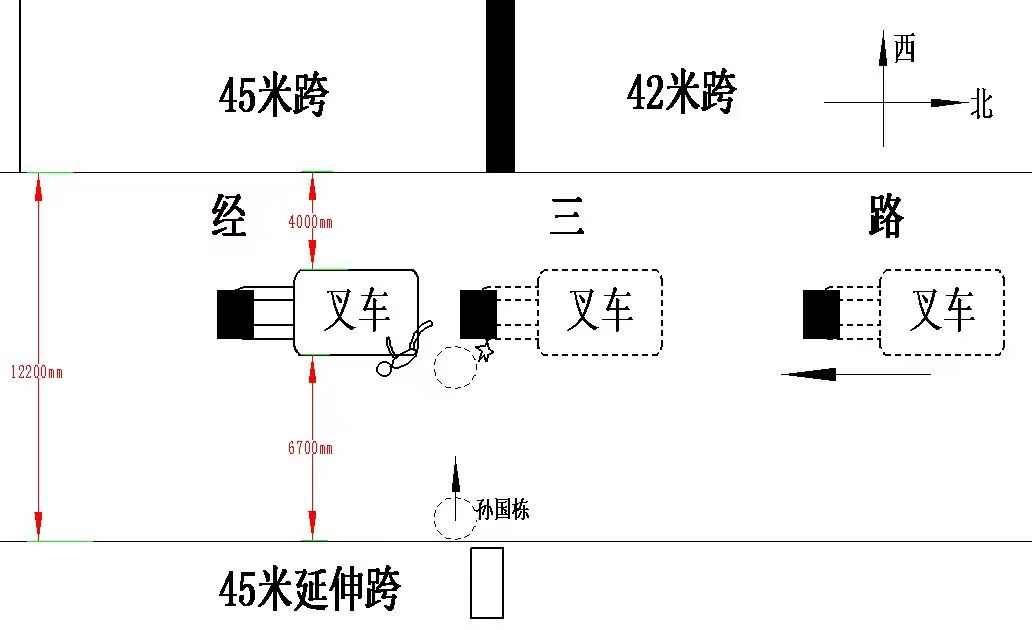 45米跨
42米跨
西
北
经三路
4000mm
叉车
叉车
叉车
12200mm
6700mm
孙国栋
45米延伸跨